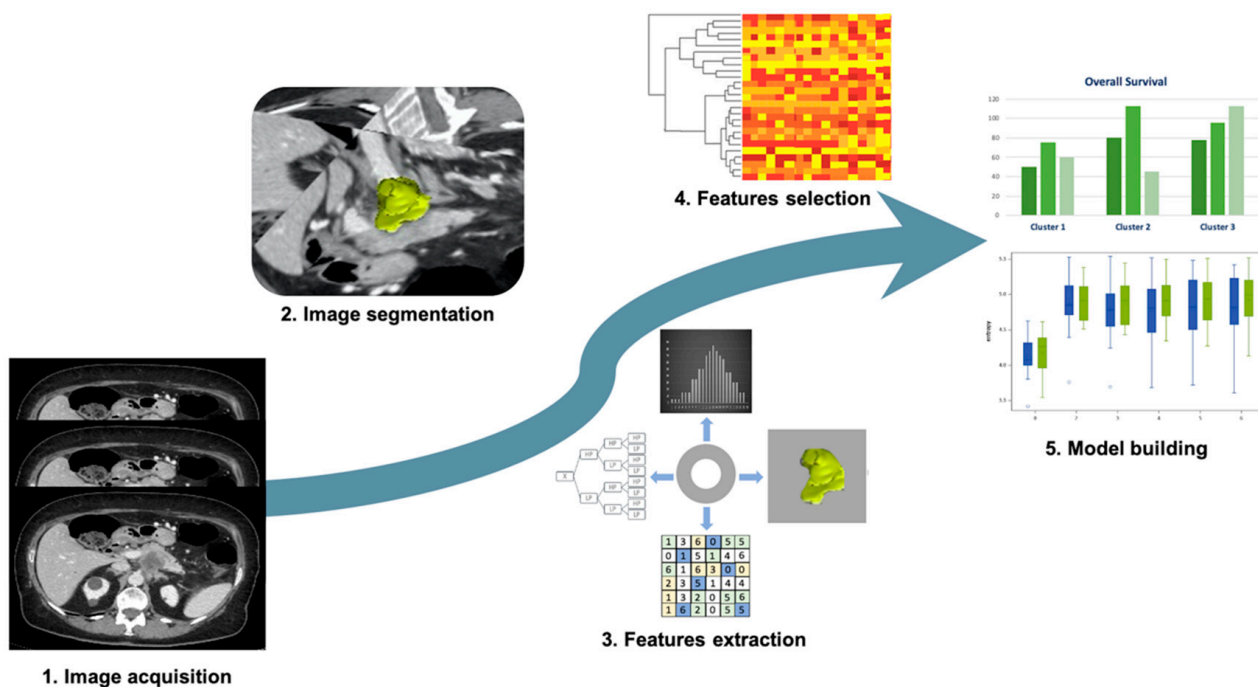 1. Image acquisition
2. Image segmentation
3. Features extraction
X
HP
LP
HP
LP
HP
LP
HP
LP
HP
LP
HP
LP
HP
LP
1 3 6 0 5 5
0 1 5 1 4 6
6 1 6 3 0 0
2 3 5 1 4 4
1 3 2 0 5 6
1 6 2 0 5 5
4. Features selection
Overall Survival
120
100
80
60
40
20
0
Cluster 1 Cluster 2 Cluster 3
5.5
5.0
4.5
4.0
3.5
entropy
5. Model building